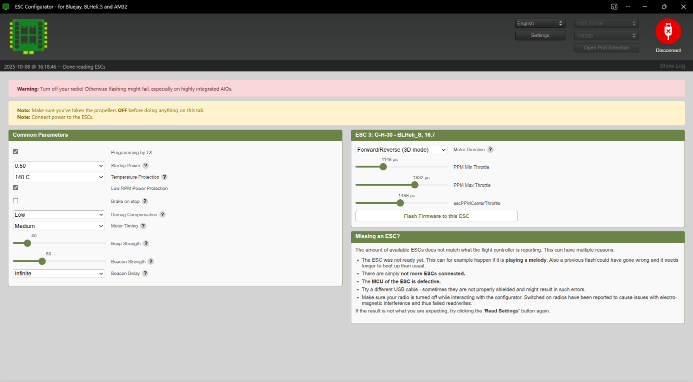 ESC Configurator - for Bluejay, BLHeli_S, and AM32
English
Settings
Open Port Selection
Disconnect
2025-10-08 @ 16:18:46 -- Done reading ESCs
Show Log
Warning: Turn off your radio! Otherwise flashing might fail, especially on highly integrated AIOs.
Note: Make sure you've taken the propellers OFF before doing anything on this tab.
Note: Connect power to the ESCs.
Common Parameters
Programming by TX
0.50
Startup Power
140 C
Temperature Protection
Low RPM Power Protection
Brake on stop
Low
Demag Compensation
Medium
Motor Timing
40
Beep Strength
80
Beacon Strength
Infinite
Beacon Delay
ESC 3: G-H-30 - BLHeli_S, 16.7
Forward/Reverse (3D mode)
Motor Direction
PPM Min Throttle
PPM Max Throttle
escPPMCenterThrottle
Flash Firmware to this ESC
Missing an ESC?
The amount of available ESCs does not match what the flight controller is reporting. This can have multiple reasons:
The ESC was not ready yet. This can for example happen if it is playing a melody. Also a previous flash could have gone wrong and it needs
longer to boot up than usual.
There are simply not more ESCs connected.
The MCU of the ESC is defective.
Try a different USB cable - sometimes they are not properly shielded and might result in such errors.
Make sure your radio is turned off while interacting with the configurator. Switched on radios have been reported to cause issues with electro-
magnetic interference and thus failed read/writes.
If the result is not what you are expecting, try clicking the "Read Settings" button again.